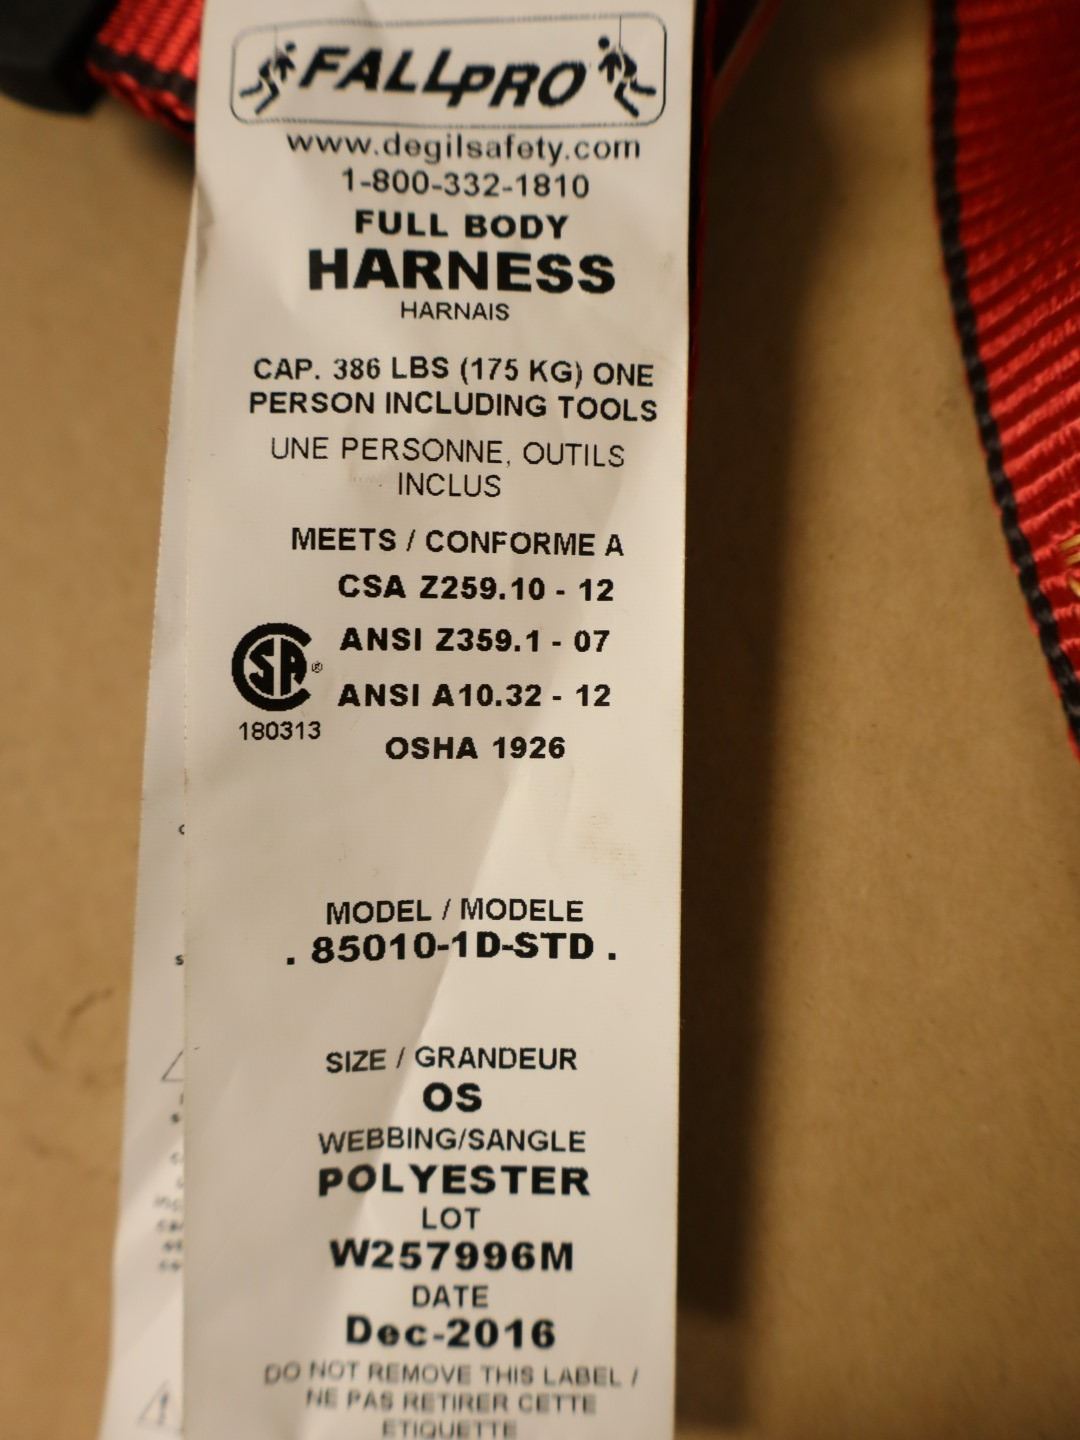 FALLPRO
www.degilsafety.com
1-800-332-1810
FULL BODY
HARNESS
HARNAIS
CAP. 386 LBS (175 KG) ONE
PERSON INCLUDING TOOLS
UNE PERSONNE, OUTILS
INCLUS
MEETS / CONFORME A
CSA Z259.10 - 12
ANSI Z359.1 - 07
ANSI A10.32 - 12
OSHA 1926
CSA ®
180313
MODEL / MODELE
. 85010-1D-STD .
SIZE / GRANDEUR
OS
WEBBING/SANGLE
POLYESTER
LOT
W257996M
DATE
Dec-2016
DO NOT REMOVE THIS LABEL /
NE PAS RETIRER CETTE
ETIQUETTE